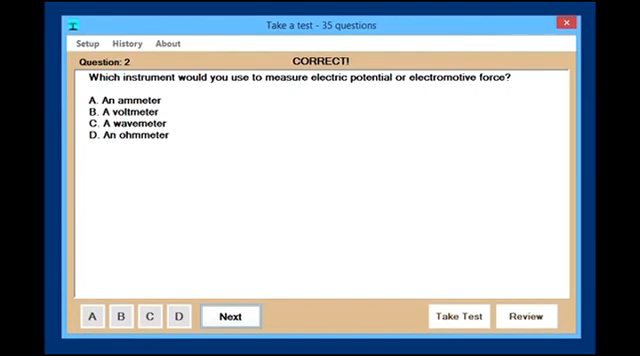 Take a test - 35 questions
Setup History About
Question: 2 CORRECT!
Which instrument would you use to measure electric potential or electromotive force?
A. An ammeter
B. A voltmeter
C. A wavemeter
D. An ohmmeter
A B C D Next Take Test Review